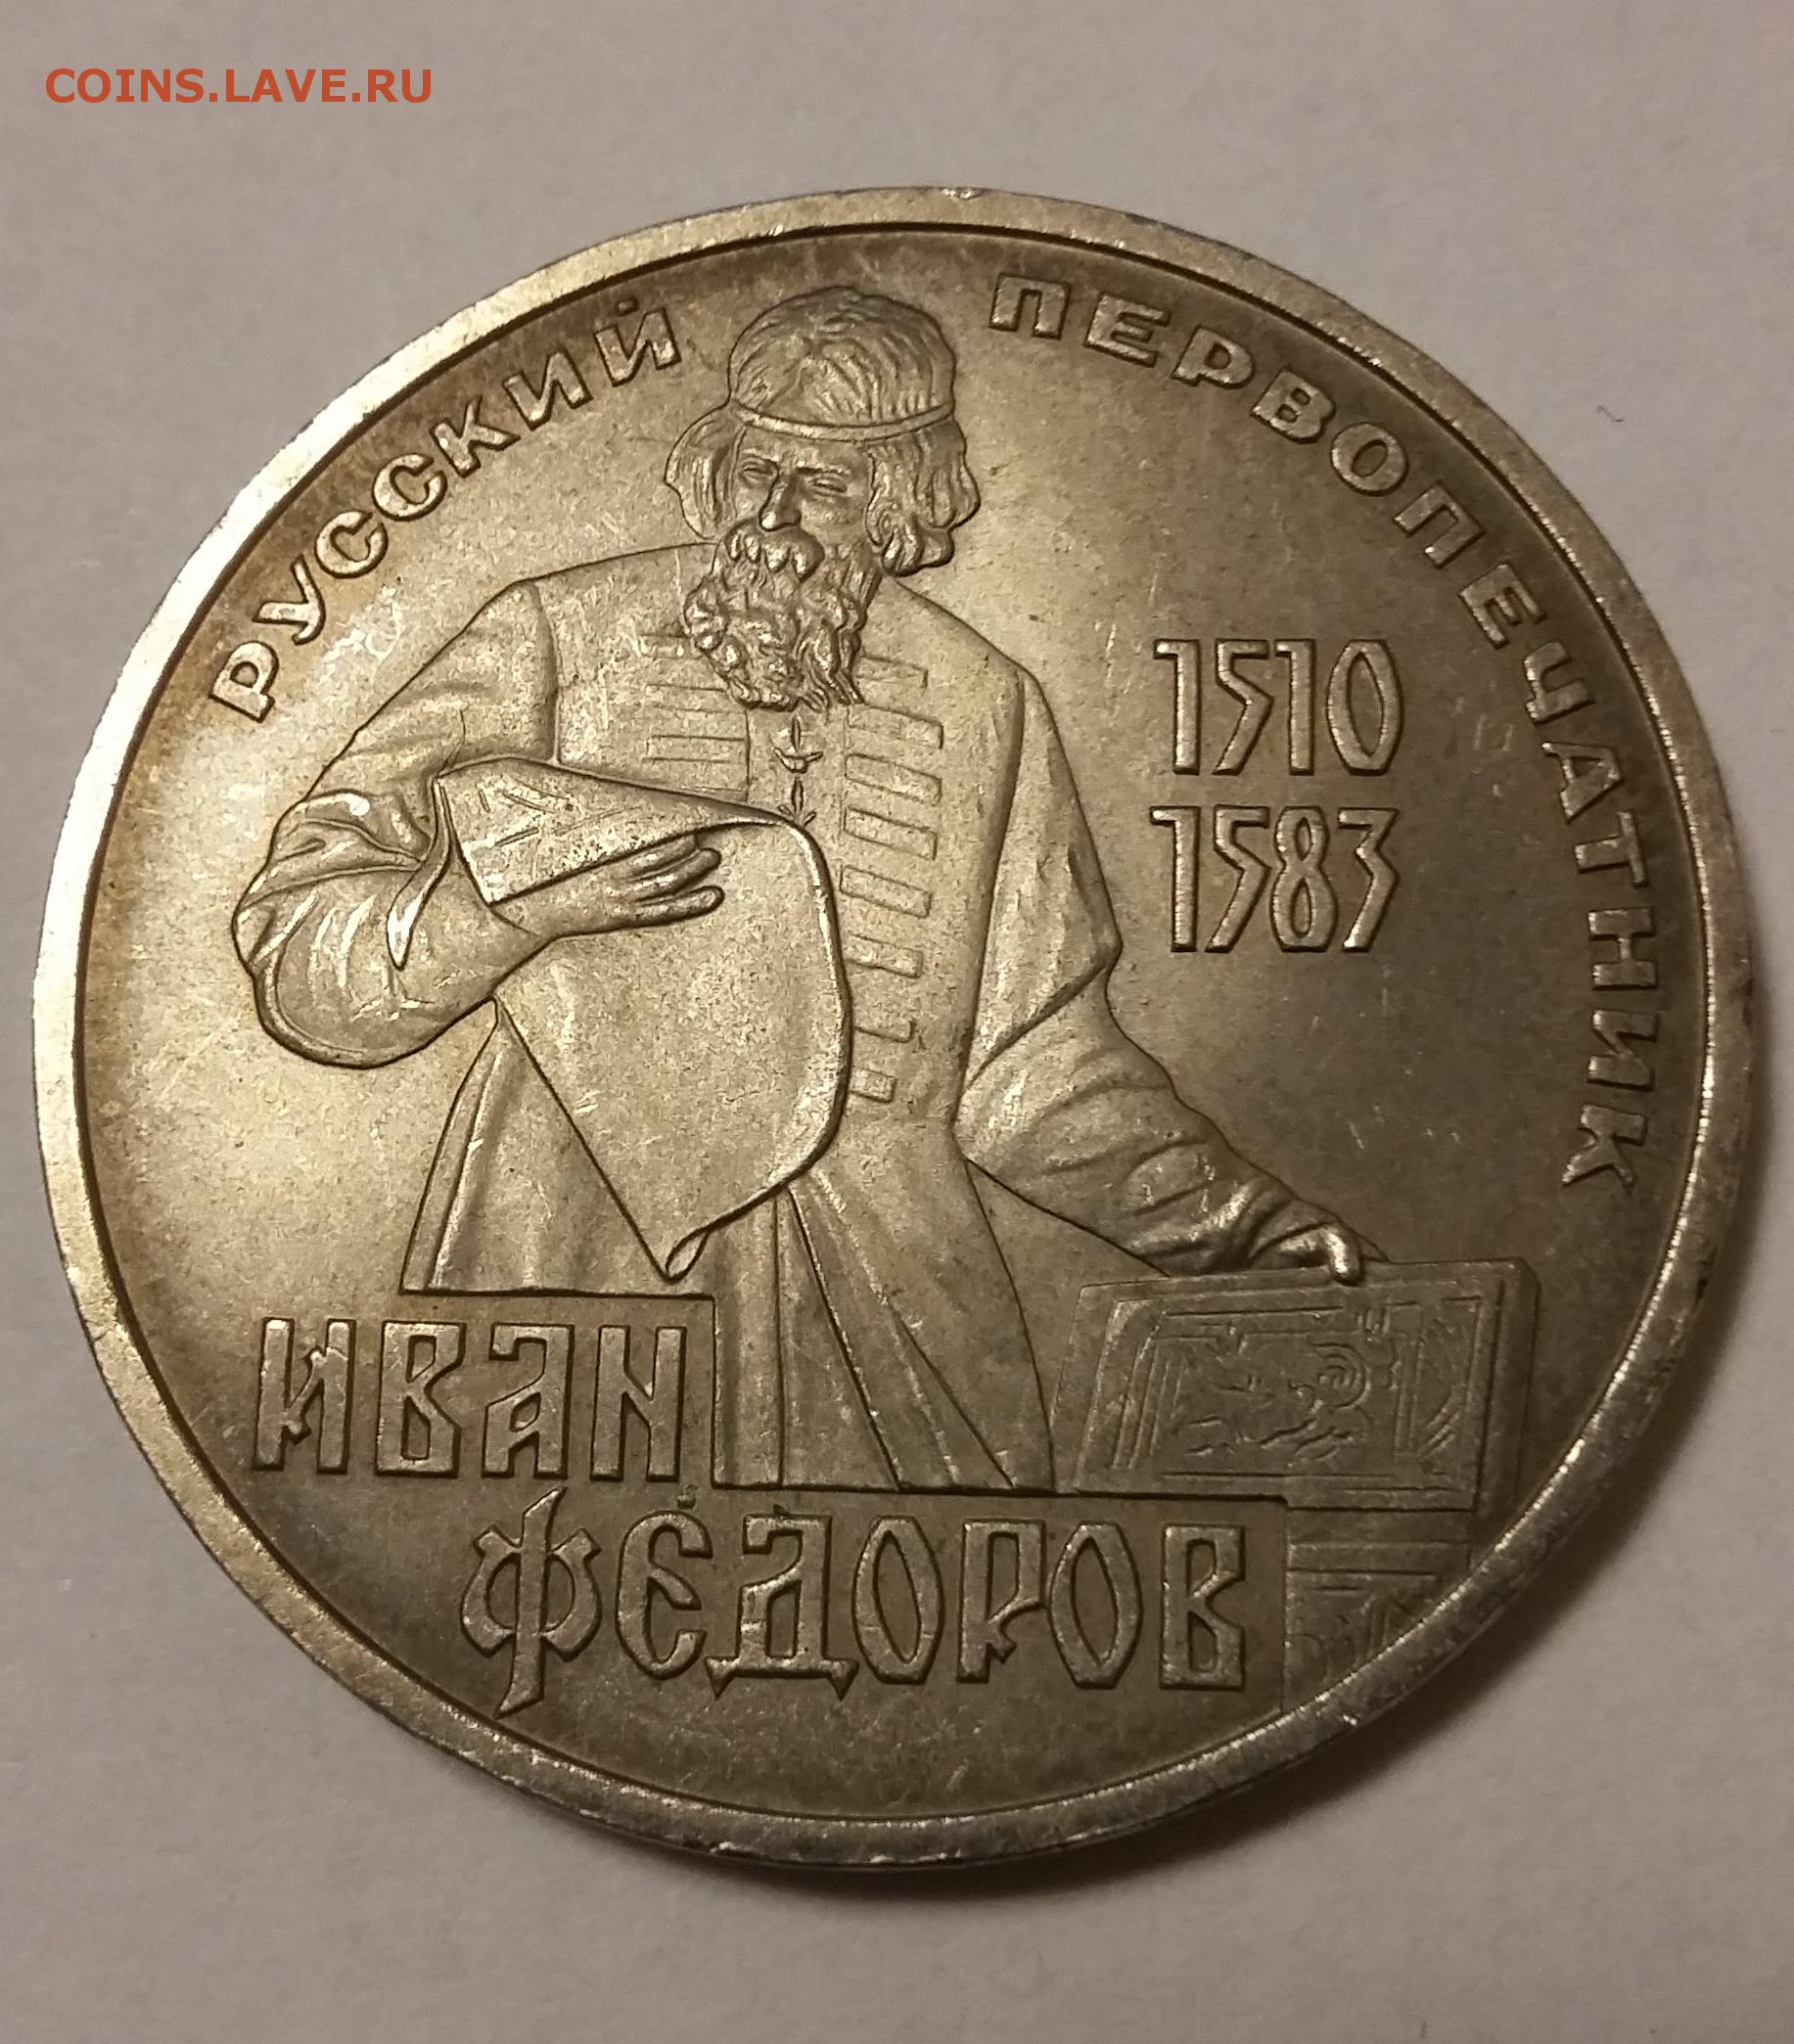 COINS.LAVE.RU
РУССКИЙ ПЕРВОПЕЧАТНИК
1510
1583
ИВАН
ФЁДОРОВ